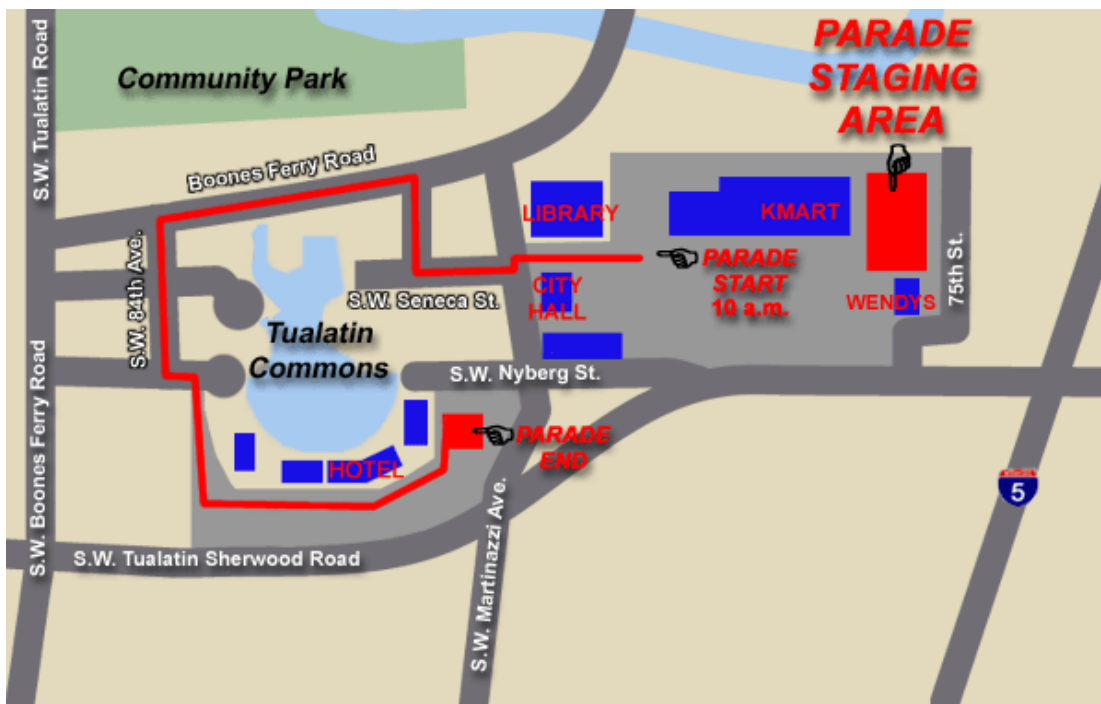 PARADE
STAGING
AREA
Community Park
S.W. Tualatin Road
Boones Ferry Road
LIBRARY
KMART
PARADE
START
10 a.m.
CITY
HALL
WENDYS
75th St.
S.W. 84th Ave.
S.W. Seneca St.
Tualatin
Commons
S.W. Nyberg St.
S.W. Boones Ferry Road
HOTEL
PARADE
END
5
S.W. Martinazzi Ave.
S.W. Tualatin Sherwood Road